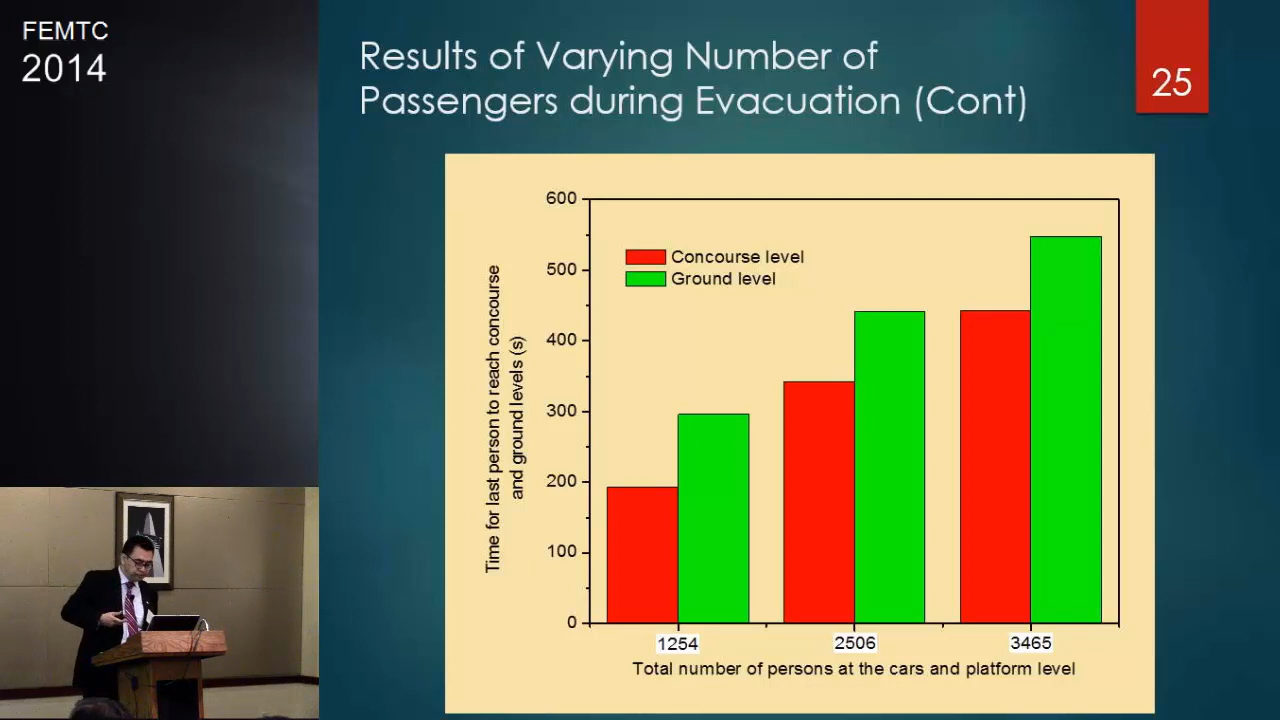 FEMTC
2014
Results of Varying Number of
Passengers during Evacuation (Cont)
25
Time for last person to reach concourse
and ground levels (s)
600
500
400
300
200
100
0
Concourse level
Ground level
1254
2506
3465
Total number of persons at the cars and platform level